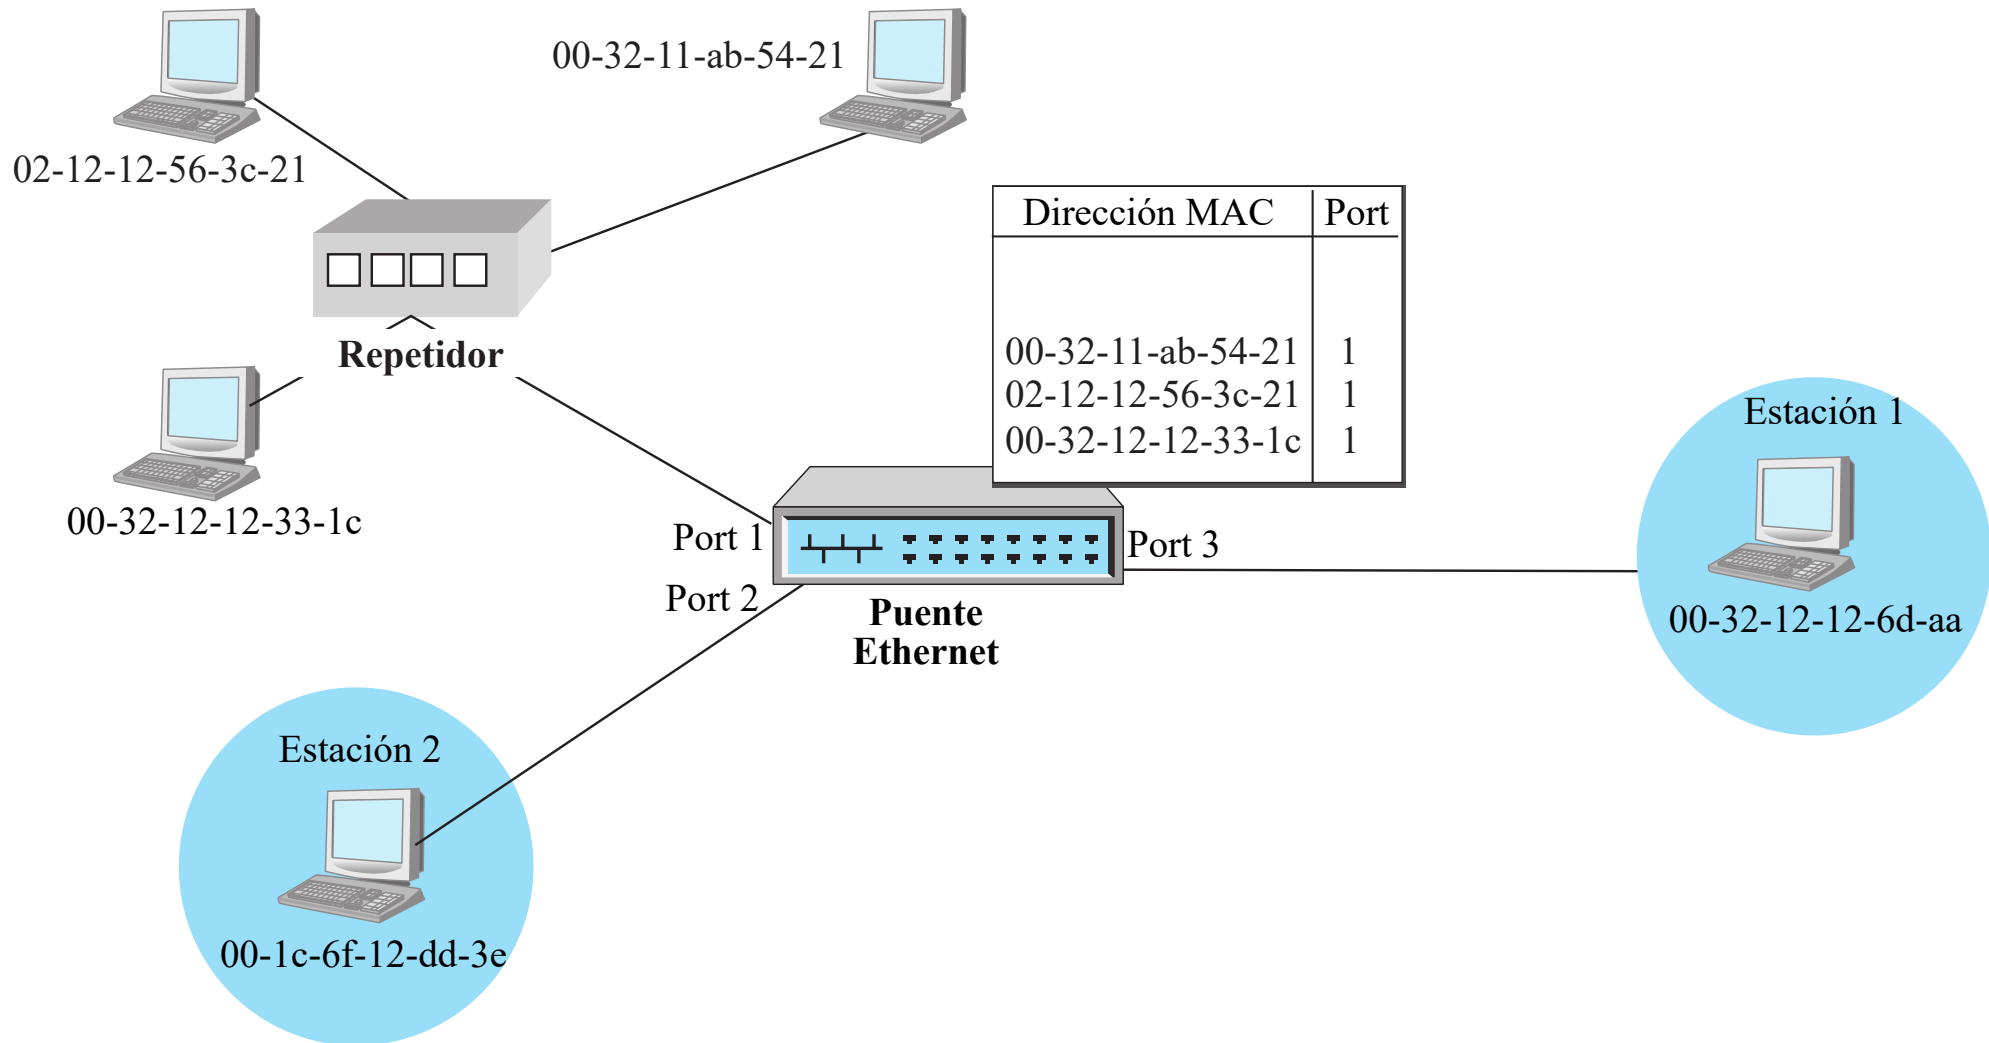 00-32-11-ab-54-21
02-12-12-56-3c-21
Repetidor
00-32-12-12-33-1c
Dirección MAC Port
00-32-11-ab-54-21 1
02-12-12-56-3c-21 1
00-32-12-12-33-1c 1
Port 1
Port 2
Port 3
Puente
Ethernet
Estación 1
00-32-12-12-6d-aa
Estación 2
00-1c-6f-12-dd-3e